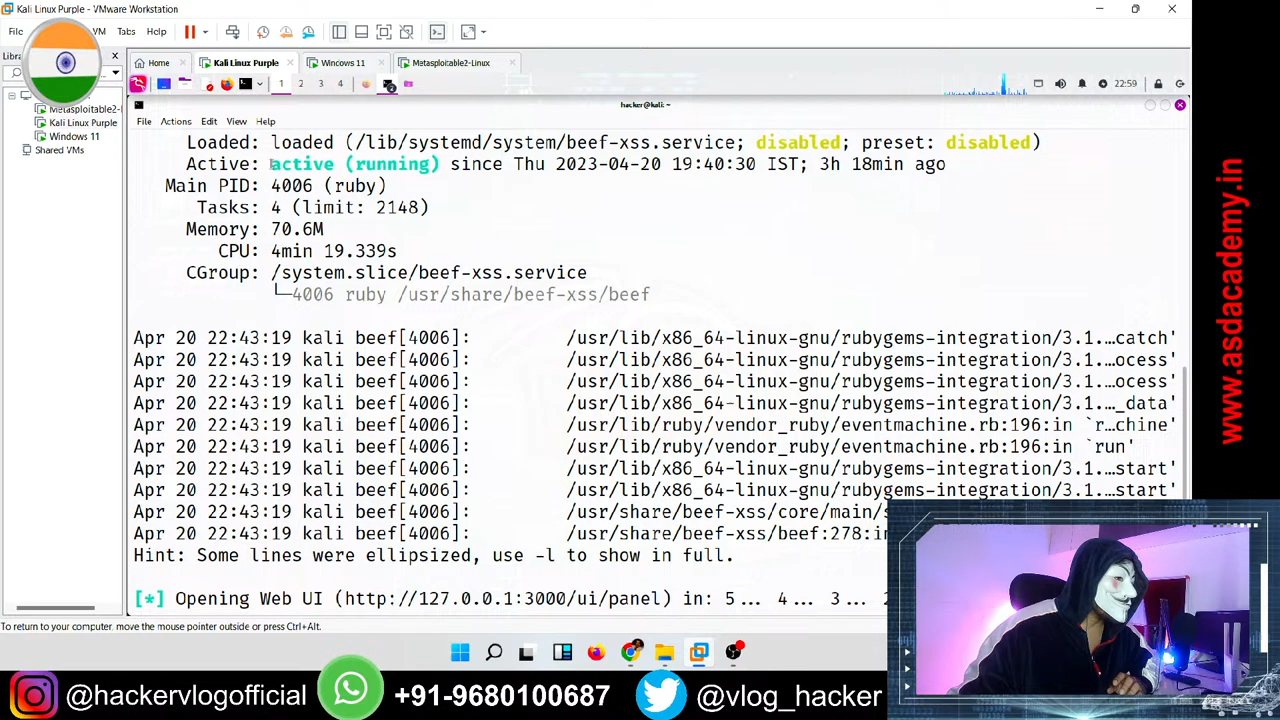 Kali Linux Purple - VMware Workstation
File
VM
Tabs
Help
Home
Kali Linux Purple
Windows 11
Metasploitable2-Linux
1
2
3
4
22:59
Metasploitable2-
Kali Linux Purple
Windows 11
Shared VMs
hacker@kali: ~
File
Actions
Edit
View
Help
Loaded: loaded (/lib/systemd/system/beef-xss.service; disabled; preset: disabled)
Active: active (running) since Thu 2023-04-20 19:40:30 IST; 3h 18min ago
Main PID: 4006 (ruby)
Tasks: 4 (limit: 2148)
Memory: 70.6M
CPU: 4min 19.339s
CGroup: /system.slice/beef-xss.service
└─4006 ruby /usr/share/beef-xss/beef
Apr 20 22:43:19 kali beef[4006]: /usr/lib/x86_64-linux-gnu/rubygems-integration/3.1.…catch'
Apr 20 22:43:19 kali beef[4006]: /usr/lib/x86_64-linux-gnu/rubygems-integration/3.1.…ocess'
Apr 20 22:43:19 kali beef[4006]: /usr/lib/x86_64-linux-gnu/rubygems-integration/3.1.…ocess'
Apr 20 22:43:19 kali beef[4006]: /usr/lib/x86_64-linux-gnu/rubygems-integration/3.1.…_data'
Apr 20 22:43:19 kali beef[4006]: /usr/lib/ruby/vendor_ruby/eventmachine.rb:196:in `r…chine'
Apr 20 22:43:19 kali beef[4006]: /usr/lib/ruby/vendor_ruby/eventmachine.rb:196:in `run'
Apr 20 22:43:19 kali beef[4006]: /usr/lib/x86_64-linux-gnu/rubygems-integration/3.1.…start'
Apr 20 22:43:19 kali beef[4006]: /usr/lib/x86_64-linux-gnu/rubygems-integration/3.1.…start'
Apr 20 22:43:19 kali beef[4006]: /usr/share/beef-xss/core/main/s
Apr 20 22:43:19 kali beef[4006]: /usr/share/beef-xss/beef:278:in
Hint: Some lines were ellipsized, use -l to show in full.
[*] Opening Web UI (http://127.0.0.1:3000/ui/panel) in: 5... 4... 3...
To return to your computer, move the mouse pointer outside or press Ctrl+Alt.
www.asdacademy.in
@hackervlogofficial
+91-9680100687
@vlog_hacker